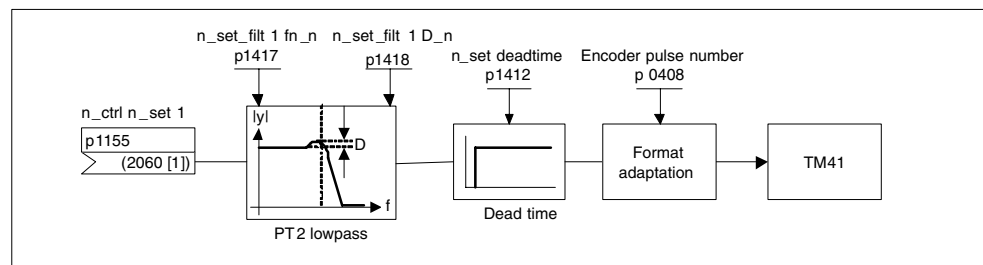 n_set_filt 1 fn_n
p1417
n_set_filt 1 D_n
p1418
n_set deadtime
p1412
Encoder pulse number
p 0408
n_ctrl n_set 1
p1155
(2060 [1])
|y|
D
f
PT2 lowpass
Dead time
Format
adaptation
TM41